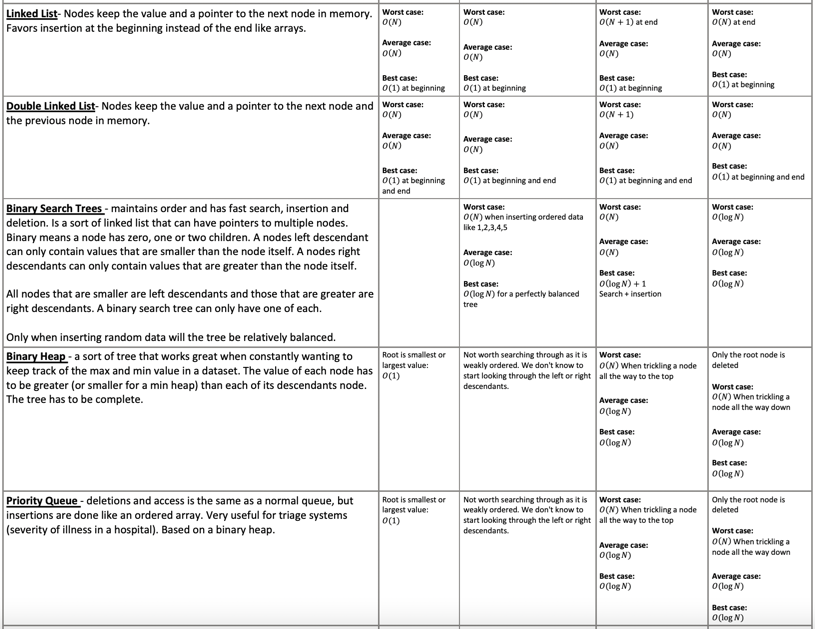 Linked List- Nodes keep the value and a pointer to the next node in memory.
Favors insertion at the beginning instead of the end like arrays.
Worst case:
O(N)
Average case:
O(N)
Best case:
O(1) at beginning
Worst case:
O(N)
Average case:
O(N)
Best case:
O(1) at beginning
Worst case:
O(N + 1) at end
Average case:
O(N)
Best case:
O(1) at beginning
Worst case:
O(N) at end
Average case:
O(N)
Best case:
O(1) at beginning
Double Linked List- Nodes keep the value and a pointer to the next node and
the previous node in memory.
Worst case:
O(N)
Average case:
O(N)
Best case:
O(1) at beginning
and end
Worst case:
O(N)
Average case:
O(N)
Best case:
O(1) at beginning and end
Worst case:
O(N + 1)
Average case:
O(N)
Best case:
O(1) at beginning and end
Worst case:
O(N)
Average case:
O(N)
Best case:
O(1) at beginning and end
Binary Search Trees - maintains order and has fast search, insertion and
deletion. Is a sort of linked list that can have pointers to multiple nodes.
Binary means a node has zero, one or two children. A nodes left descendant
can only contain values that are smaller than the node itself. A nodes right
descendants can only contain values that are greater than the node itself.
All nodes that are smaller are left descendants and those that are greater are
right descendants. A binary search tree can only have one of each.
Only when inserting random data will the tree be relatively balanced.
Worst case:
O(N) when inserting ordered data
like 1,2,3,4,5
Average case:
O(log N)
Best case:
O(log N) for a perfectly balanced
tree
Worst case:
O(N)
Average case:
O(N)
Best case:
O(log N) + 1
Search + insertion
Worst case:
O(log N)
Average case:
O(log N)
Best case:
O(log N)
Binary Heap - a sort of tree that works great when constantly wanting to
keep track of the max and min value in a dataset. The value of each node has
to be greater (or smaller for a min heap) than each of its descendants node.
The tree has to be complete.
Root is smallest or
largest value:
O(1)
Not worth searching through as it is
weakly ordered. We don't know to
start looking through the left or right
descendants.
Worst case:
O(N) When trickling a node
all the way to the top
Average case:
O(log N)
Best case:
O(log N)
Only the root node is
deleted
Worst case:
O(N) When trickling a
node all the way down
Average case:
O(log N)
Best case:
O(log N)
Priority Queue - deletions and access is the same as a normal queue, but
insertions are done like an ordered array. Very useful for triage systems
(severity of illness in a hospital). Based on a binary heap.
Root is smallest or
largest value:
O(1)
Not worth searching through as it is
weakly ordered. We don't know to
start looking through the left or right
descendants.
Worst case:
O(N) When trickling a node
all the way to the top
Average case:
O(log N)
Best case:
O(log N)
Only the root node is
deleted
Worst case:
O(N) When trickling a
node all the way down
Average case:
O(log N)
Best case:
O(log N)